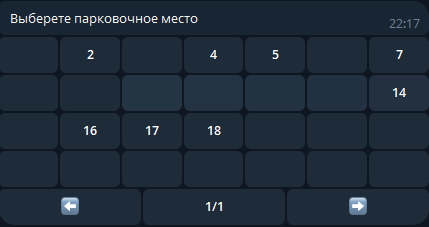 Выберете парковочное место
22:17
2 4 5 7
14
16 17 18
⬅️ 1/1 ➡️